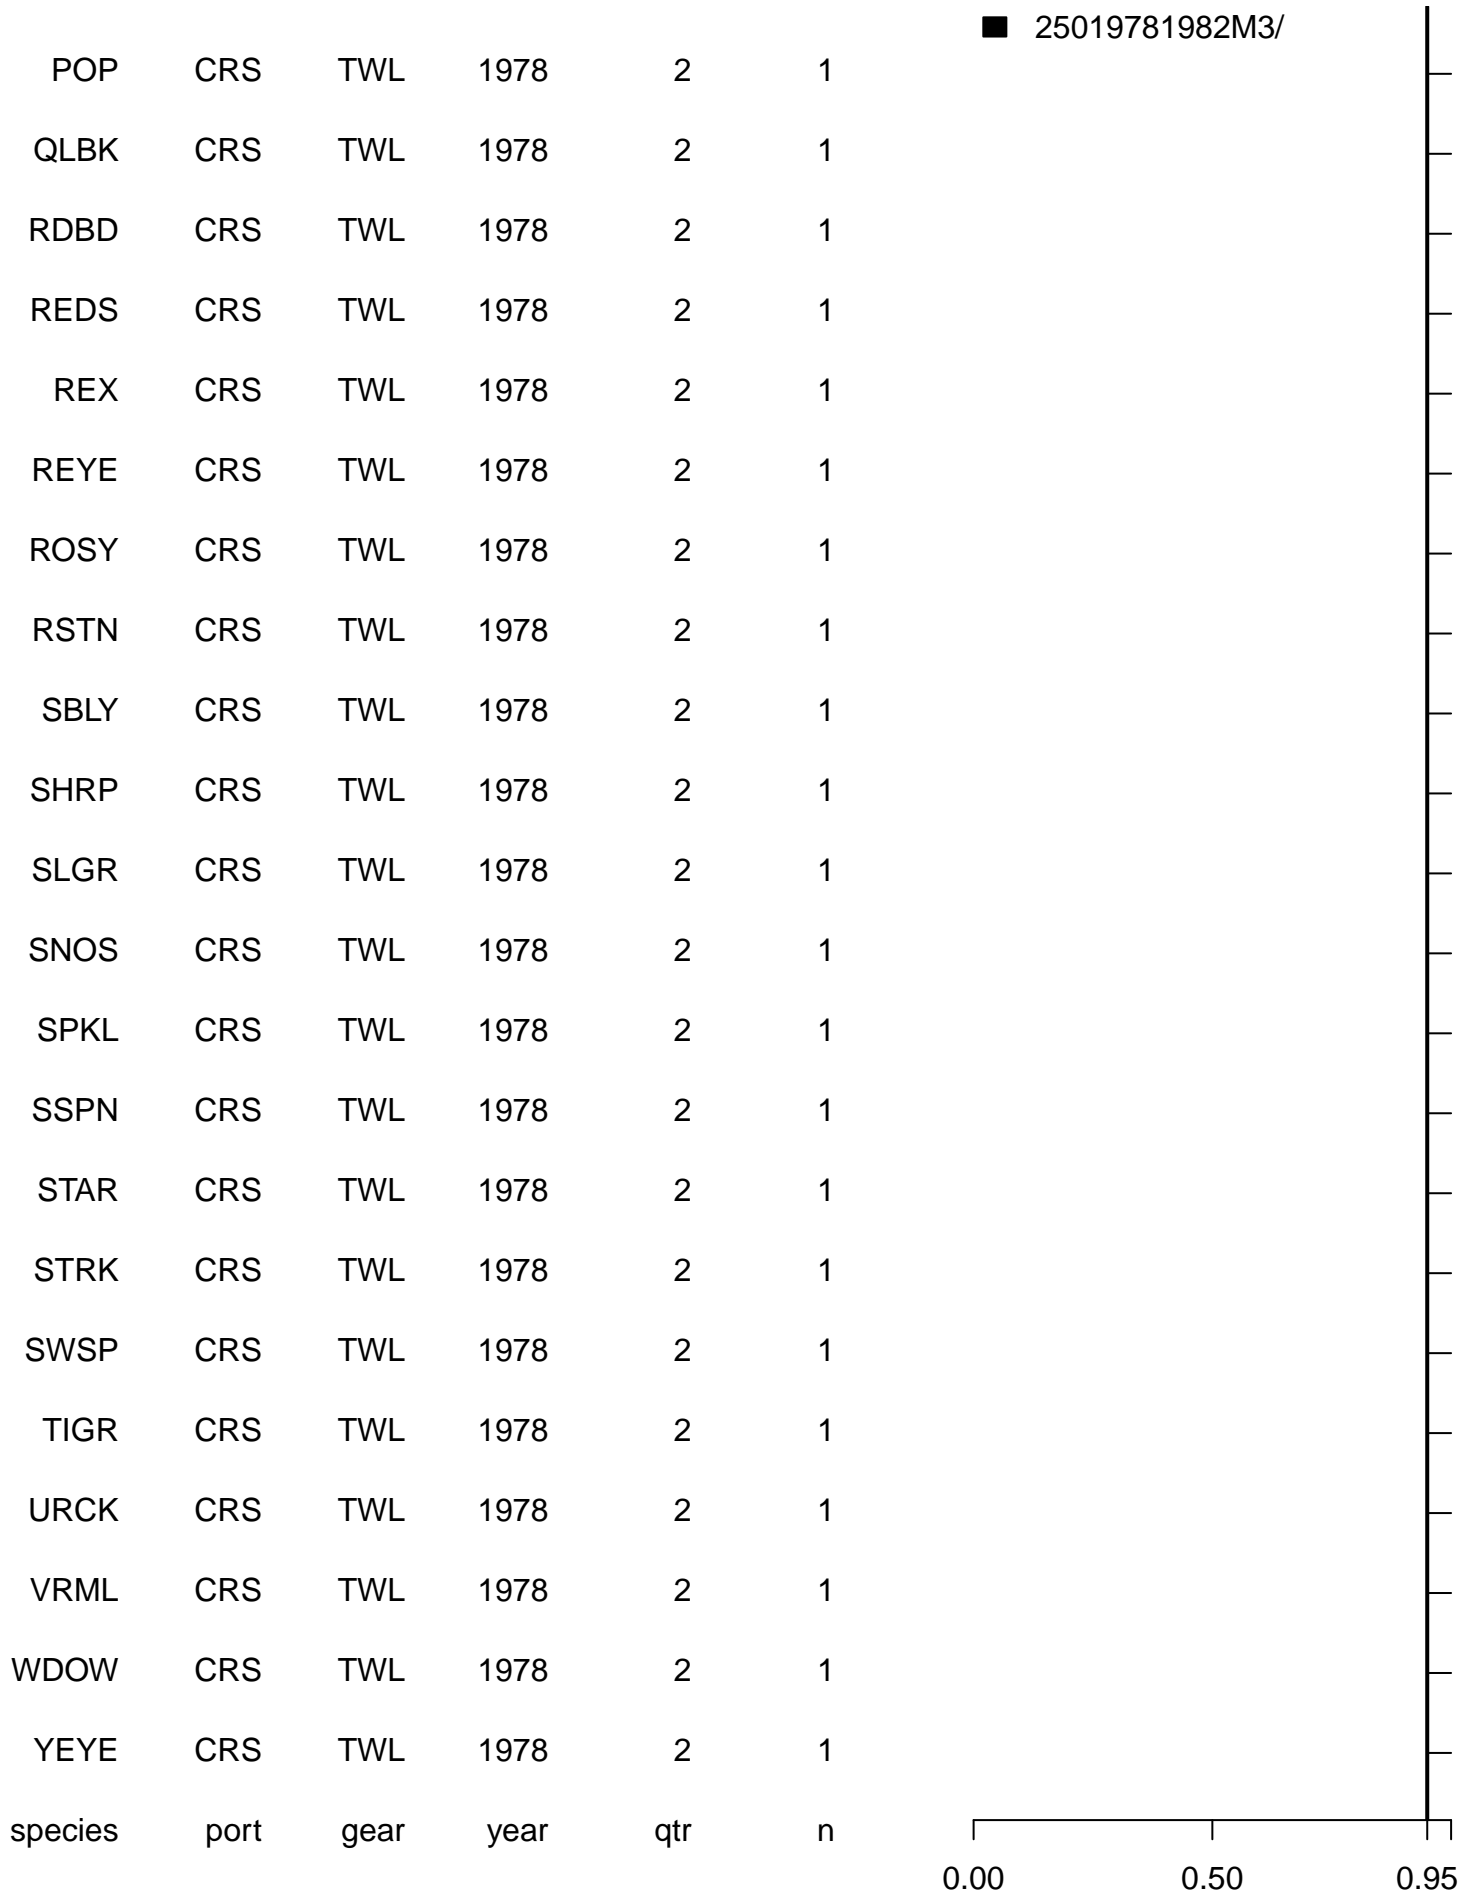 25019781982M3/
POP CRS TWL 1978 2 1
QLBK CRS TWL 1978 2 1
RDBD CRS TWL 1978 2 1
REDS CRS TWL 1978 2 1
REX CRS TWL 1978 2 1
REYE CRS TWL 1978 2 1
ROSY CRS TWL 1978 2 1
RSTN CRS TWL 1978 2 1
SBLY CRS TWL 1978 2 1
SHRP CRS TWL 1978 2 1
SLGR CRS TWL 1978 2 1
SNOS CRS TWL 1978 2 1
SPKL CRS TWL 1978 2 1
SSPN CRS TWL 1978 2 1
STAR CRS TWL 1978 2 1
STRK CRS TWL 1978 2 1
SWSP CRS TWL 1978 2 1
TIGR CRS TWL 1978 2 1
URCK CRS TWL 1978 2 1
VRML CRS TWL 1978 2 1
WDOW CRS TWL 1978 2 1
YEYE CRS TWL 1978 2 1
species port gear year qtr n
0.00 0.50 0.95